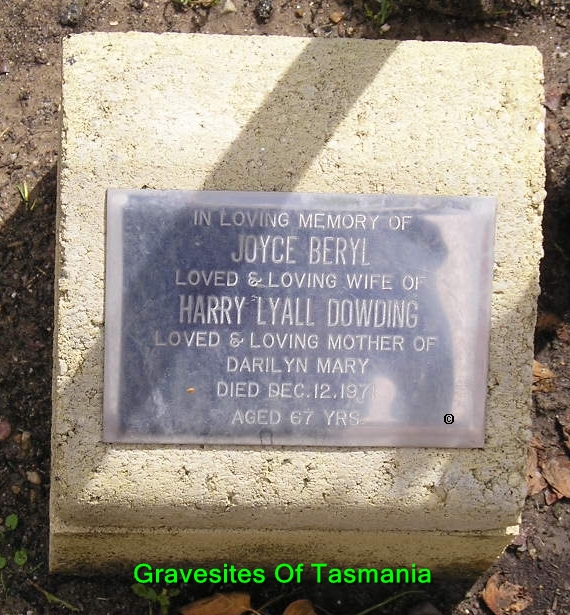 IN LOVING MEMORY OF
JOYCE BERYL
LOVED & LOVING WIFE OF
HARRY LYALL DOWDING
LOVED & LOVING MOTHER OF
DARILYN MARY
DIED DEC. 12. 1971
AGED 67 YRS
©
Gravesites Of Tasmania